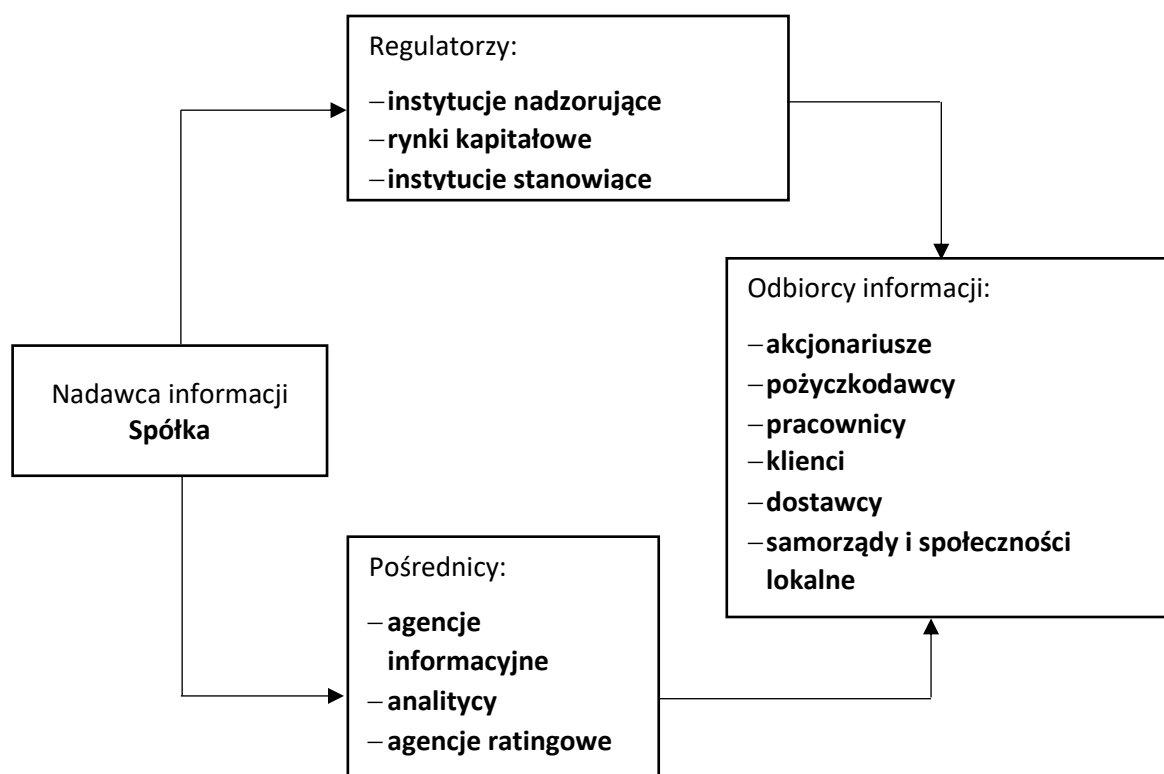 Regulatorzy:
–instytucje nadzorujące
–rynki kapitałowe
–instytucje stanowiące
Nadawca informacji
Spółka
Odbiorcy informacji:
–akcjonariusze
–pożyczkodawcy
–pracownicy
–klienci
–dostawcy
–samorządy i społeczności
lokalne
Pośrednicy:
–agencje
informacyjne
–analitycy
–agencje ratingowe